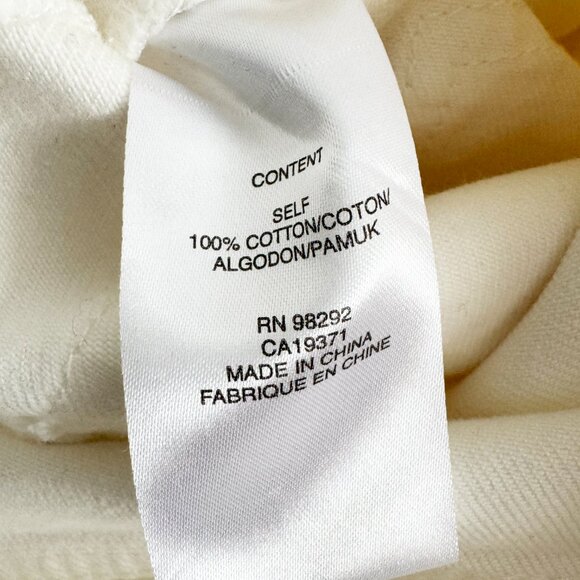 CONTENT
SELF
100% COTTON/COTON/
ALGODON/PAMUK
RN 98292
CA19371
MADE IN CHINA
FABRIQUE EN CHINE